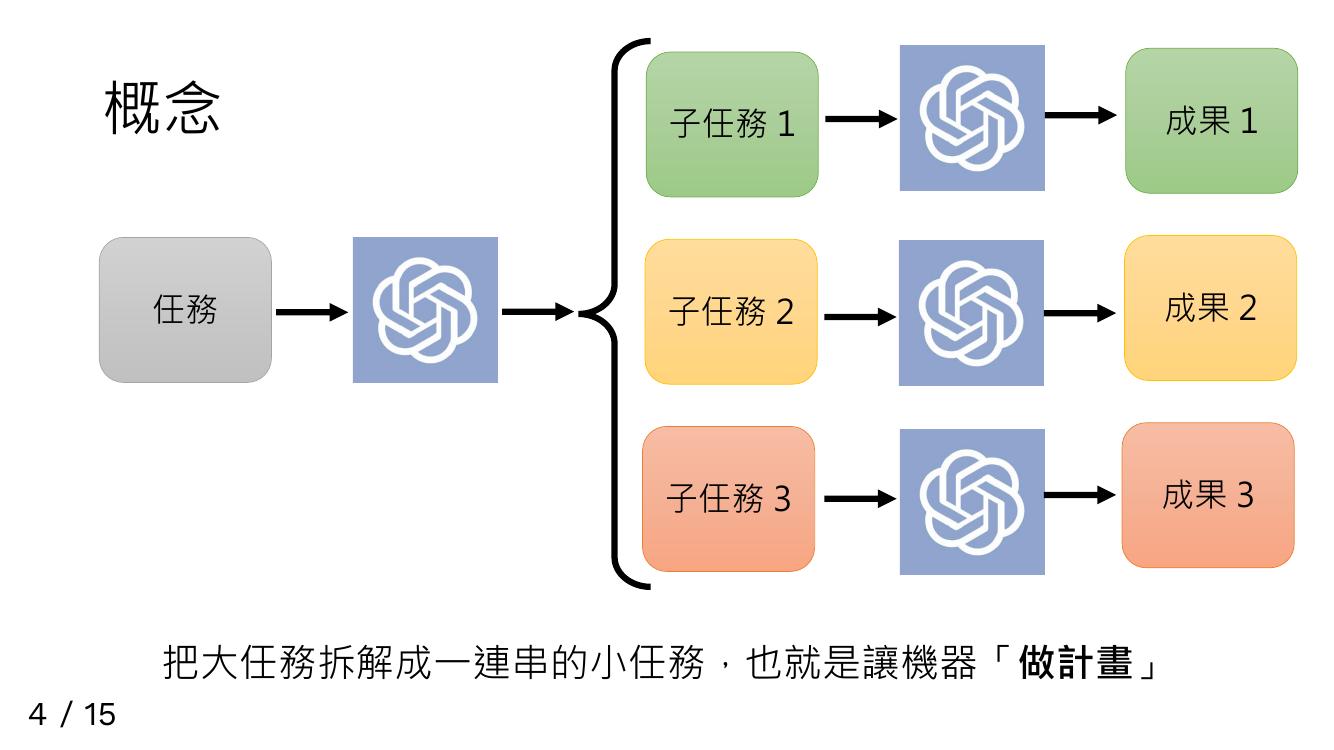 概念
任務
子任務 1
成果 1
子任務 2
成果 2
子任務 3
成果 3
把大任務拆解成一連串的小任務，也就是讓機器「做計畫」
4 / 15